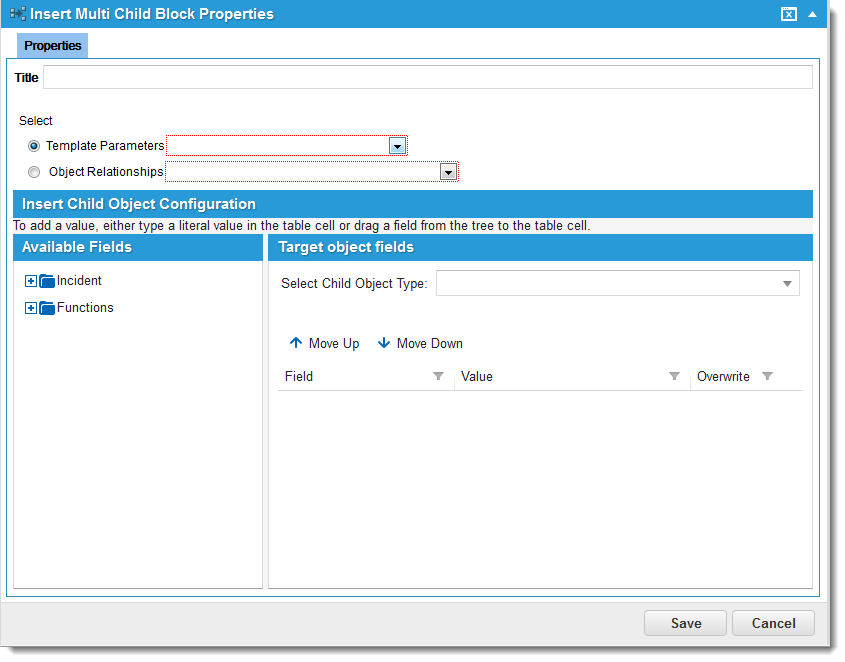 Insert Multi Child Block Properties
Properties
Title
Select
Template Parameters
Object Relationships
Insert Child Object Configuration
To add a value, either type a literal value in the table cell or drag a field from the tree to the table cell.
Available Fields
Target object fields
Incident
Functions
Select Child Object Type:
Move Up Move Down
Field Value Overwrite
Save Cancel